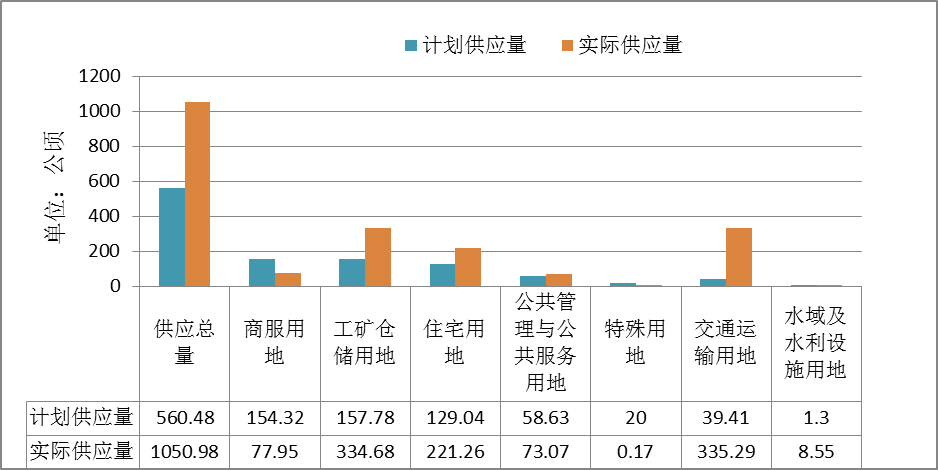 计划供应量 实际供应量
单位：公顷
1200
1000
800
600
400
200
0
供应总
量
商服用
地
工矿仓
储用地
住宅用
地
公共管
理与公
共服务
用地
特殊用
地
交通运
输用地
水域及
水利设
施用地
计划供应量 560.48 154.32 157.78 129.04 58.63 20 39.41 1.3
实际供应量 1050.98 77.95 334.68 221.26 73.07 0.17 335.29 8.55